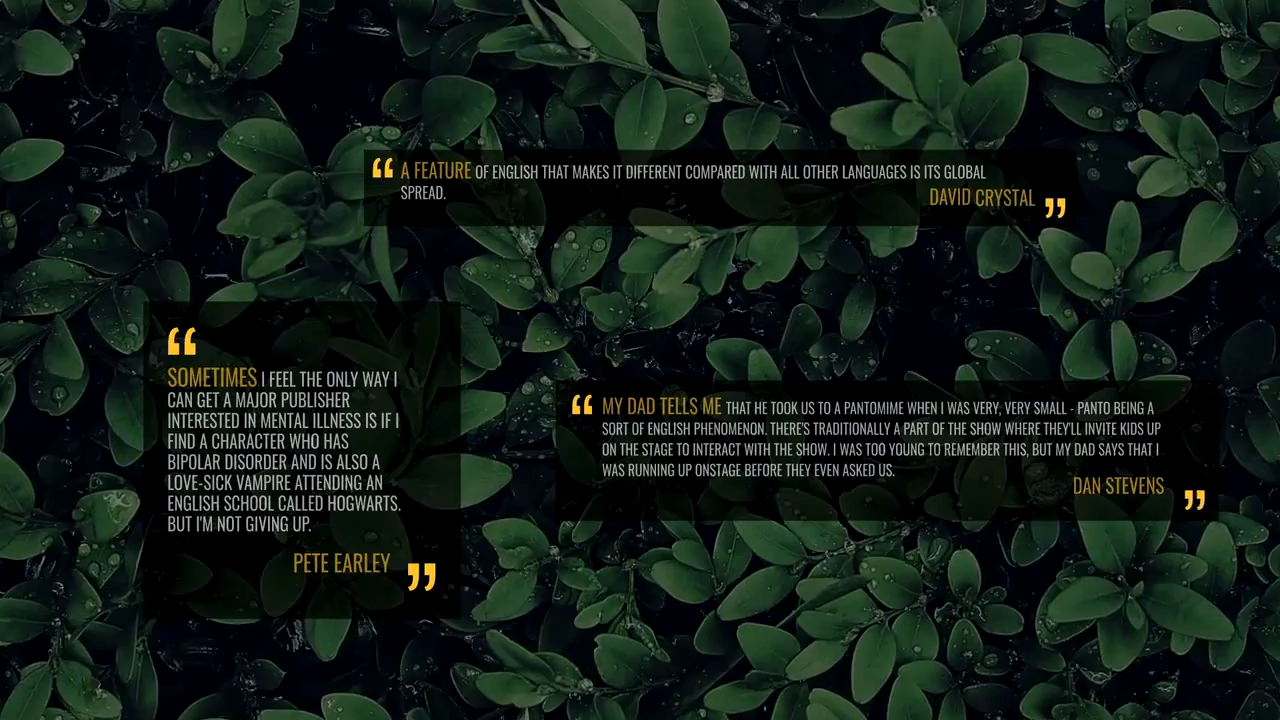 “ A FEATURE OF ENGLISH THAT MAKES IT DIFFERENT COMPARED WITH ALL OTHER LANGUAGES IS ITS GLOBAL
SPREAD.
DAVID CRYSTAL ”
“
SOMETIMES I FEEL THE ONLY WAY I
CAN GET A MAJOR PUBLISHER
INTERESTED IN MENTAL ILLNESS IS IF I
FIND A CHARACTER WHO HAS
BIPOLAR DISORDER AND IS ALSO A
LOVE-SICK VAMPIRE ATTENDING AN
ENGLISH SCHOOL CALLED HOGWARTS.
BUT I'M NOT GIVING UP.
PETE EARLEY ”
“ MY DAD TELLS ME THAT HE TOOK US TO A PANTOMIME WHEN I WAS VERY, VERY SMALL - PANTO BEING A
SORT OF ENGLISH PHENOMENON. THERE'S TRADITIONALLY A PART OF THE SHOW WHERE THEY'LL INVITE KIDS UP
ON THE STAGE TO INTERACT WITH THE SHOW. I WAS TOO YOUNG TO REMEMBER THIS, BUT MY DAD SAYS THAT I
WAS RUNNING UP ONSTAGE BEFORE THEY EVEN ASKED US.
DAN STEVENS ”